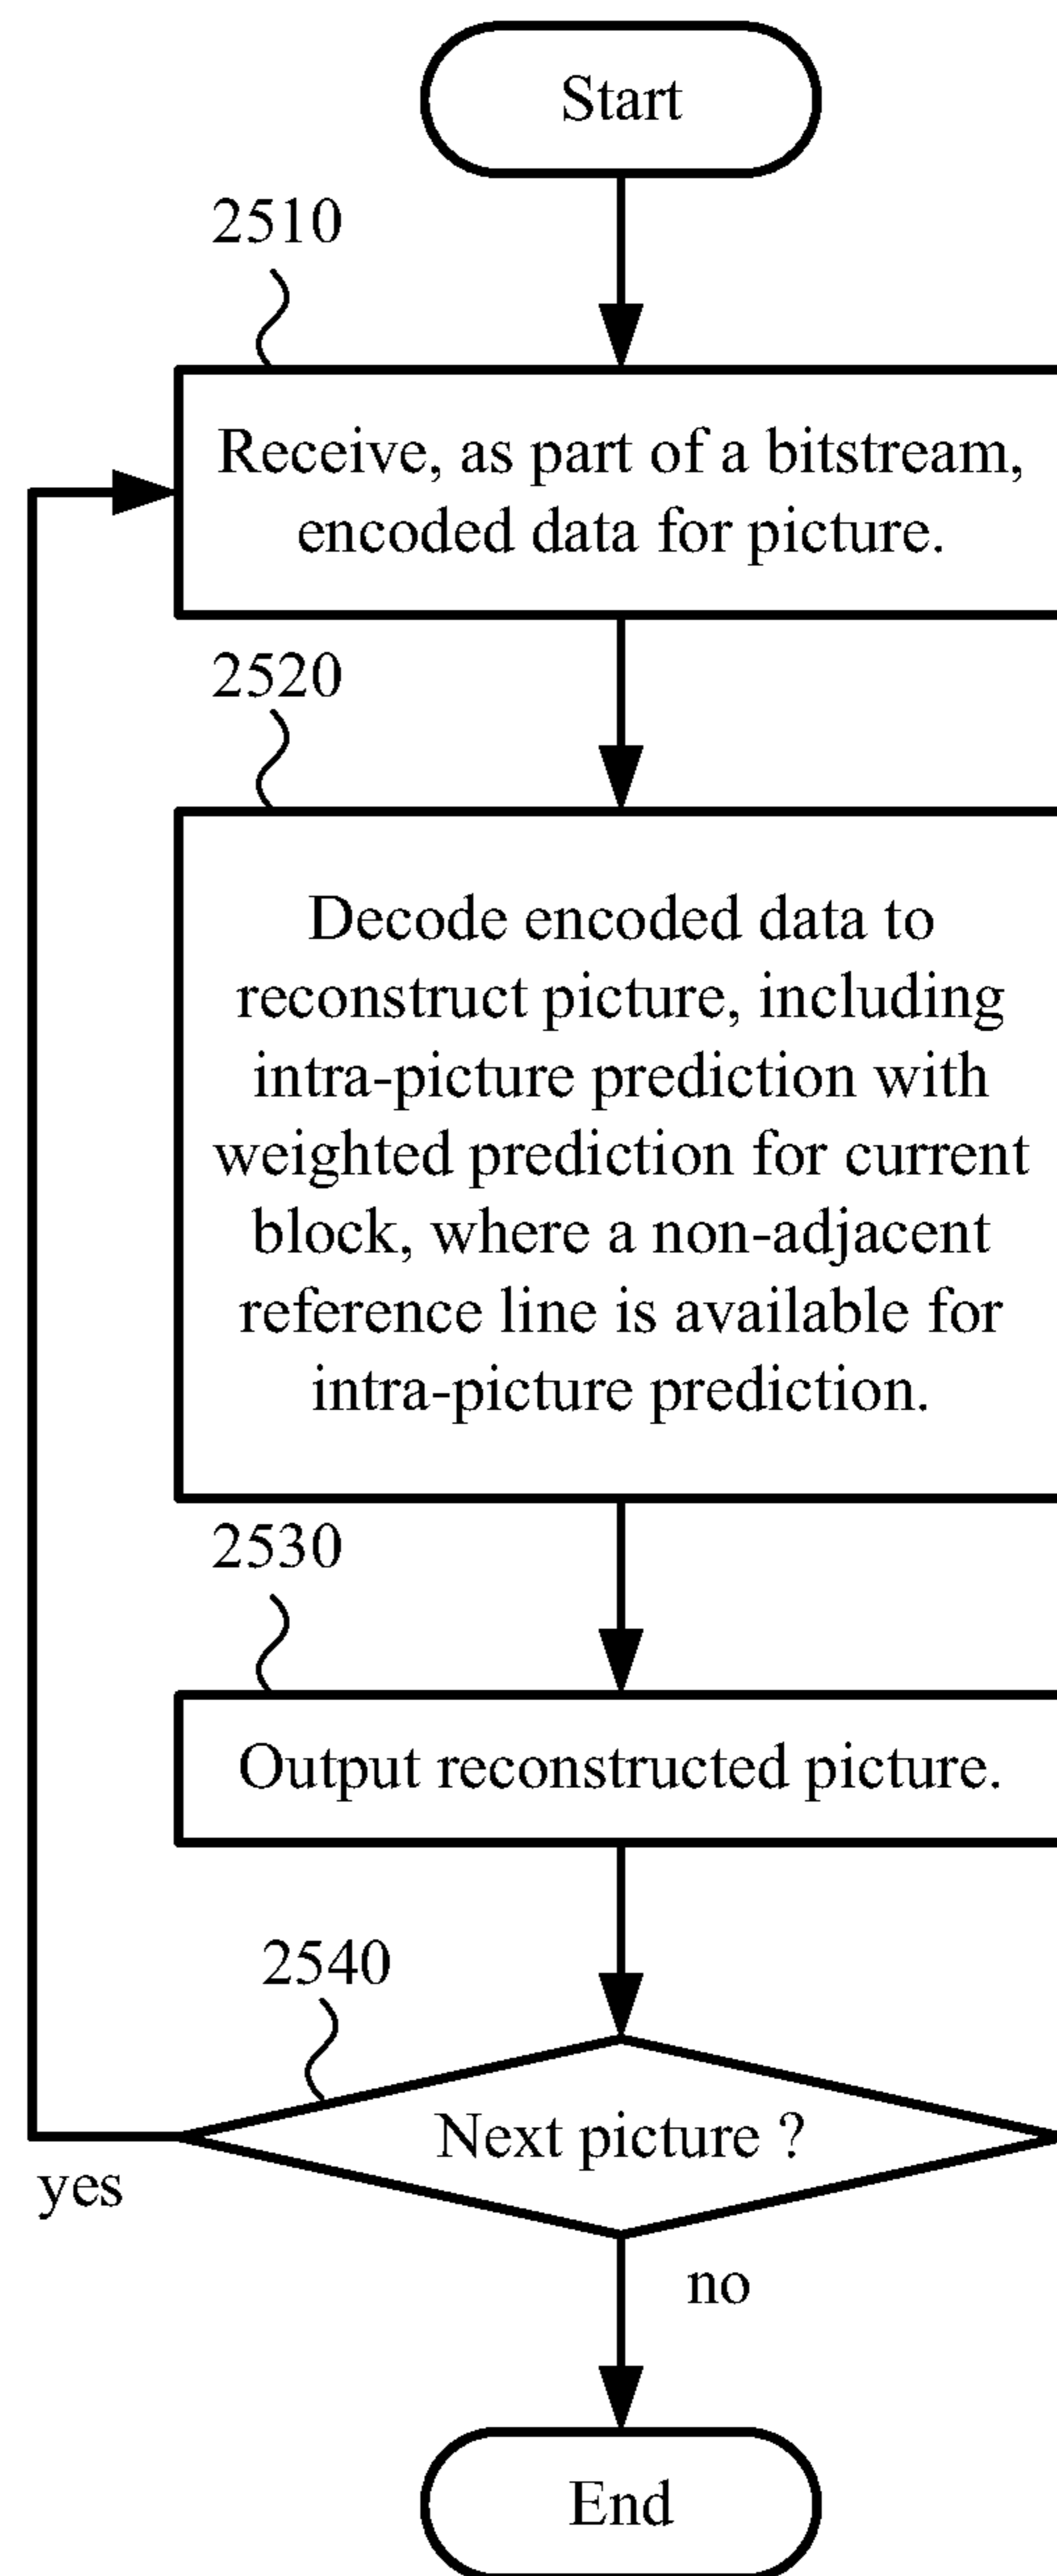 Start
2510
Receive, as part of a bitstream,
encoded data for picture.
2520
Decode encoded data to
reconstruct picture, including
intra-picture prediction with
weighted prediction for current
block, where a non-adjacent
reference line is available for
intra-picture prediction.
2530
Output reconstructed picture.
2540
Next picture ?
yes
no
End